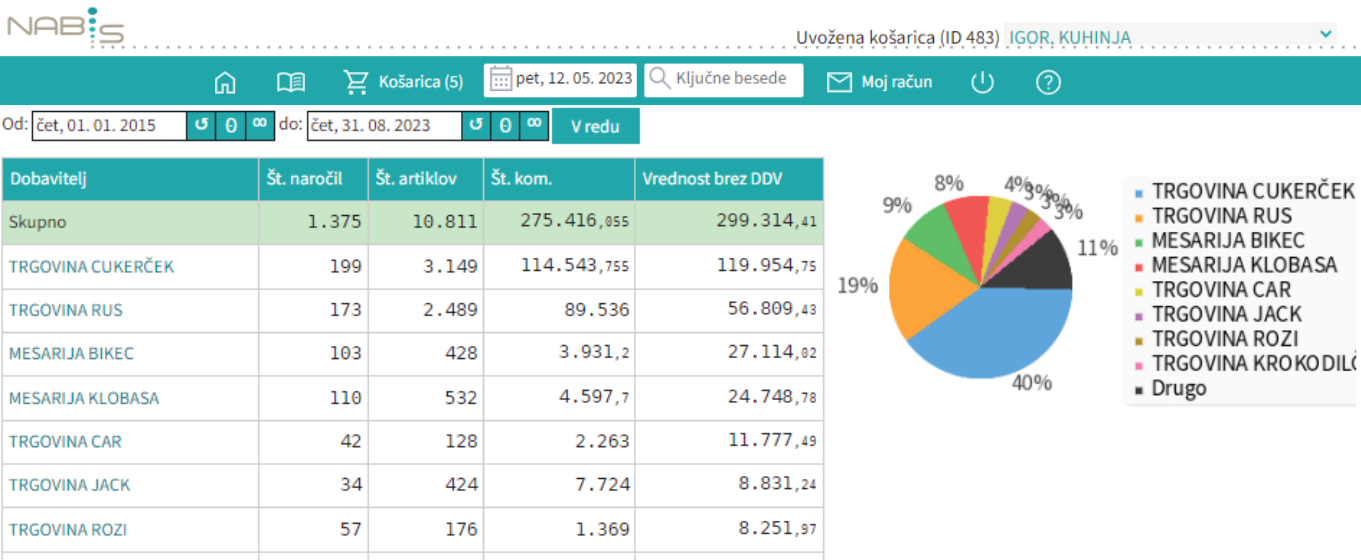 NABIS
Uvožena košarica (ID 483) IGOR, KUHINJA
Košarica (5) pet, 12. 05. 2023 Ključne besede Moj račun
Od: čet, 01. 01. 2015 ↺ 0 ∞ do: čet, 31. 08. 2023 ↺ 0 ∞ V redu
Dobavitelj Št. naročil Št. artiklov Št. kom. Vrednost brez DDV
Skupno 1.375 10.811 275.416,055 299.314,41
TRGOVINA CUKERČEK 199 3.149 114.543,755 119.954,75
TRGOVINA RUS 173 2.489 89.536 56.809,43
MESARIJA BIKEC 103 428 3.931,2 27.114,02
MESARIJA KLOBASA 110 532 4.597,7 24.748,78
TRGOVINA CAR 42 128 2.263 11.777,49
TRGOVINA JACK 34 424 7.724 8.831,24
TRGOVINA ROZI 57 176 1.369 8.251,97
8% 4% 3% 3% 3%
9%
11%
19%
40%
TRGOVINA CUKERČEK
TRGOVINA RUS
MESARIJA BIKEC
MESARIJA KLOBASA
TRGOVINA CAR
TRGOVINA JACK
TRGOVINA ROZI
TRGOVINA KROKODILČ
Drugo